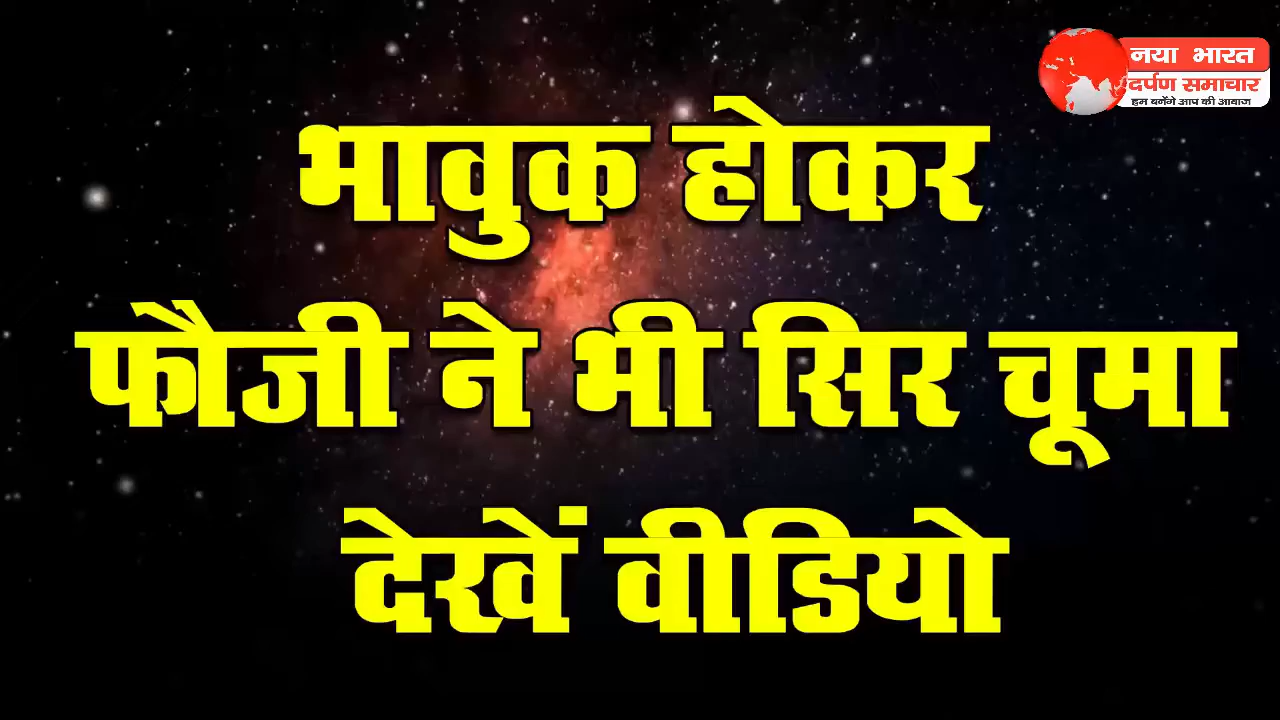 नया भारत
दर्पण समाचार
हम बनेंगे आप की आवाज
भावुक होकर
फौजी ने भी सिर चूमा
देखें वीडियो